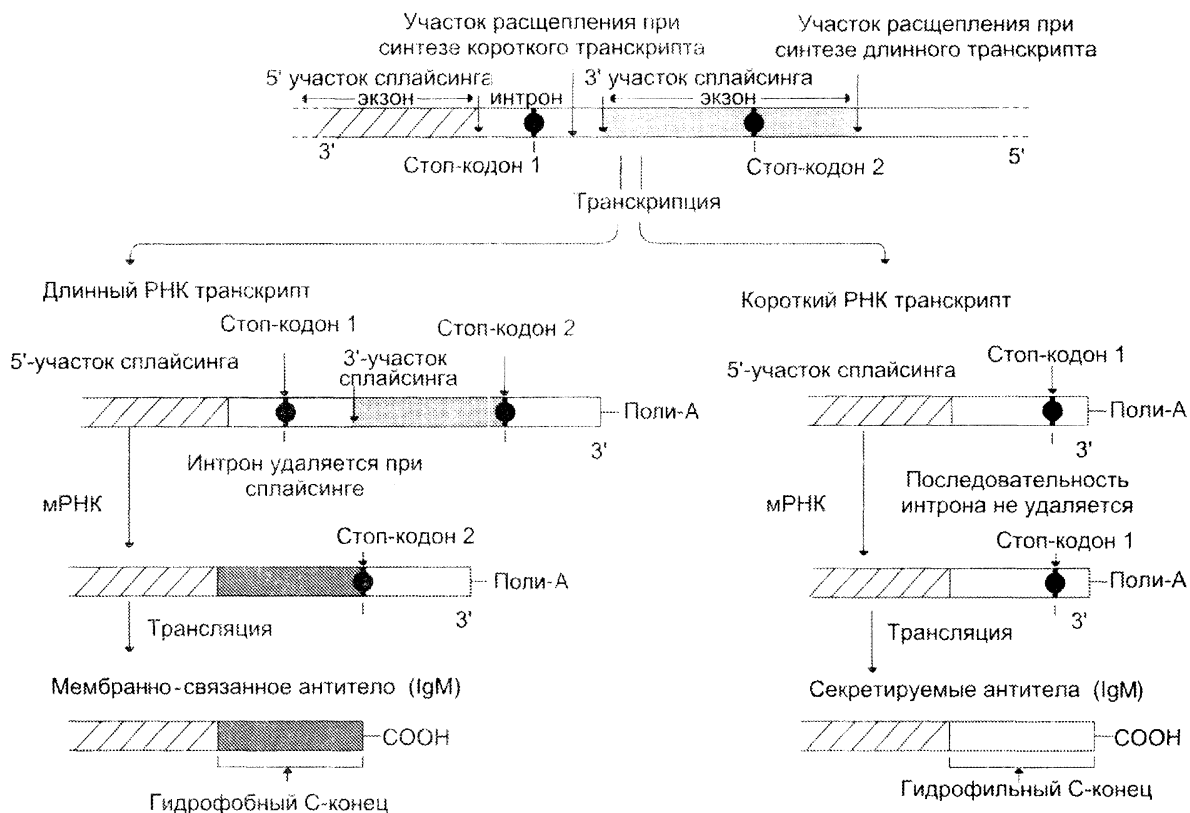 Участок расщепления при
синтезе короткого транскрипта
Участок расщепления при
синтезе длинного транскрипта
5' участок сплайсинга
3' участок сплайсинга
экзон
интрон
экзон
3'
5'
Стоп-кодон 1
Стоп-кодон 2
Транскрипция
Длинный РНК транскрипт
Стоп-кодон 1
Стоп-кодон 2
5'-участок сплайсинга
3'-участок
сплайсинга
Поли-А
3'
Интрон удаляется при
сплайсинге
мРНК
Стоп-кодон 2
Поли-А
3'
Трансляция
Мембранно-связанное антитело (IgM)
СООН
Гидрофобный С-конец
Короткий РНК транскрипт
Стоп-кодон 1
5'-участок сплайсинга
Поли-А
3'
Последовательность
интрона не удаляется
мРНК
Стоп-кодон 1
Поли-А
3'
Трансляция
Секретируемые антитела (IgM)
СООН
Гидрофильный С-конец